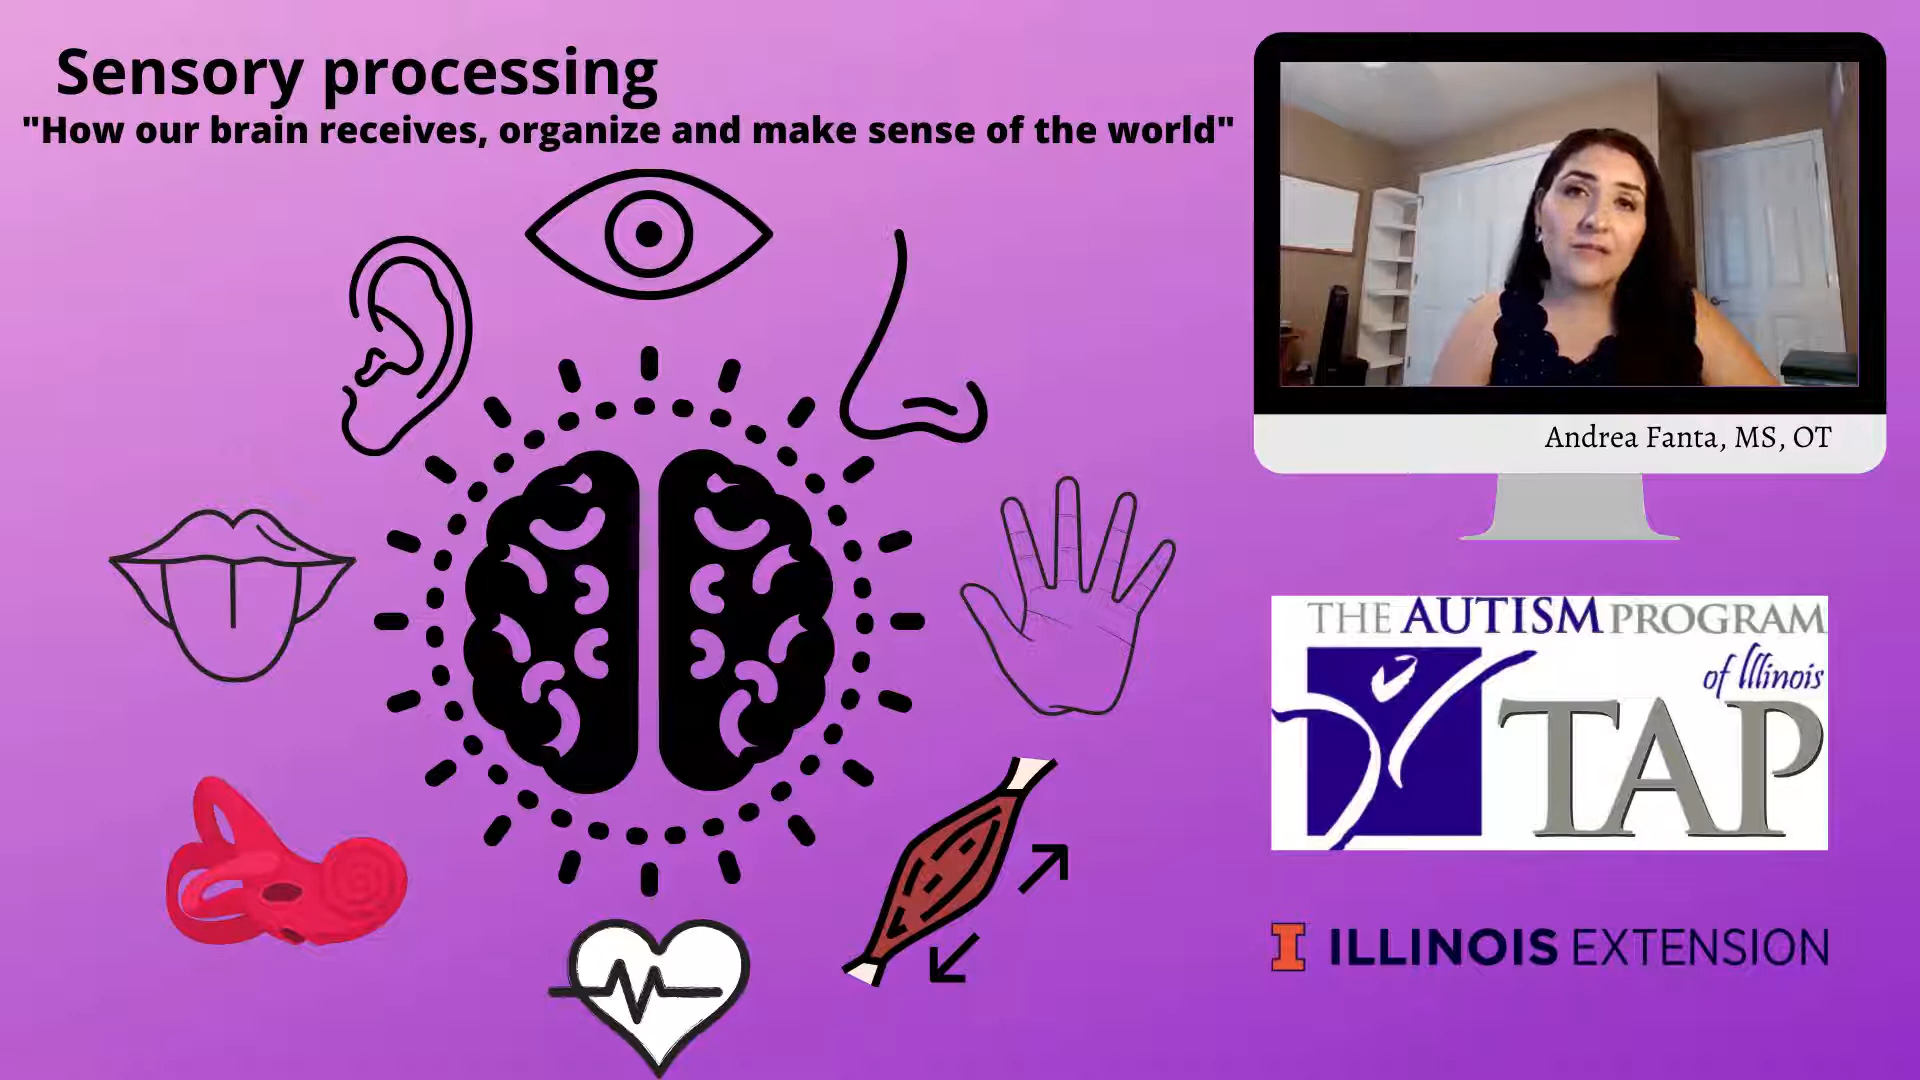 Sensory processing
"How our brain receives, organize and make sense of the world"
Andrea Fanta, MS, OT
THE AUTISM PROGRAM
of Illinois
TAP
I ILLINOIS EXTENSION